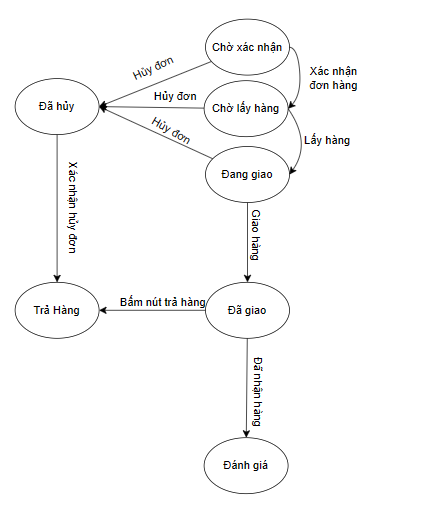 Chờ xác nhận
Hủy đơn
Xác nhận
đơn hàng
Đã hủy
Hủy đơn
Chờ lấy hàng
Hủy đơn
Lấy hàng
Đang giao
Xác nhận hủy đơn
Giao hàng
Trả Hàng
Bấm nút trả hàng
Đã giao
Đã nhận hàng
Đánh giá